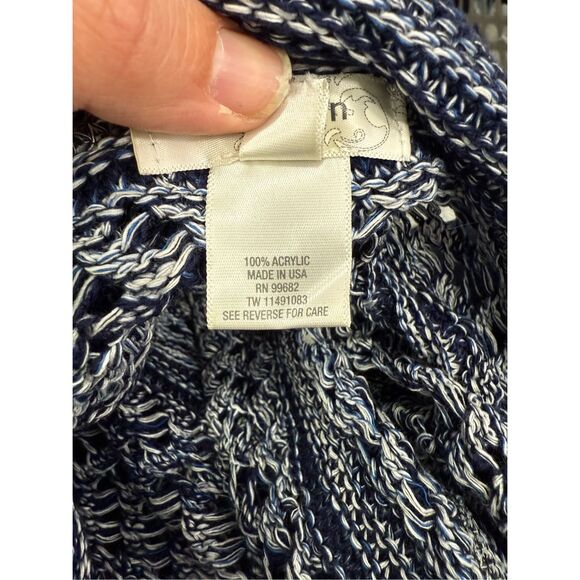 n
100% ACRYLIC
MADE IN USA
RN 99682
TW 11491083
SEE REVERSE FOR CARE